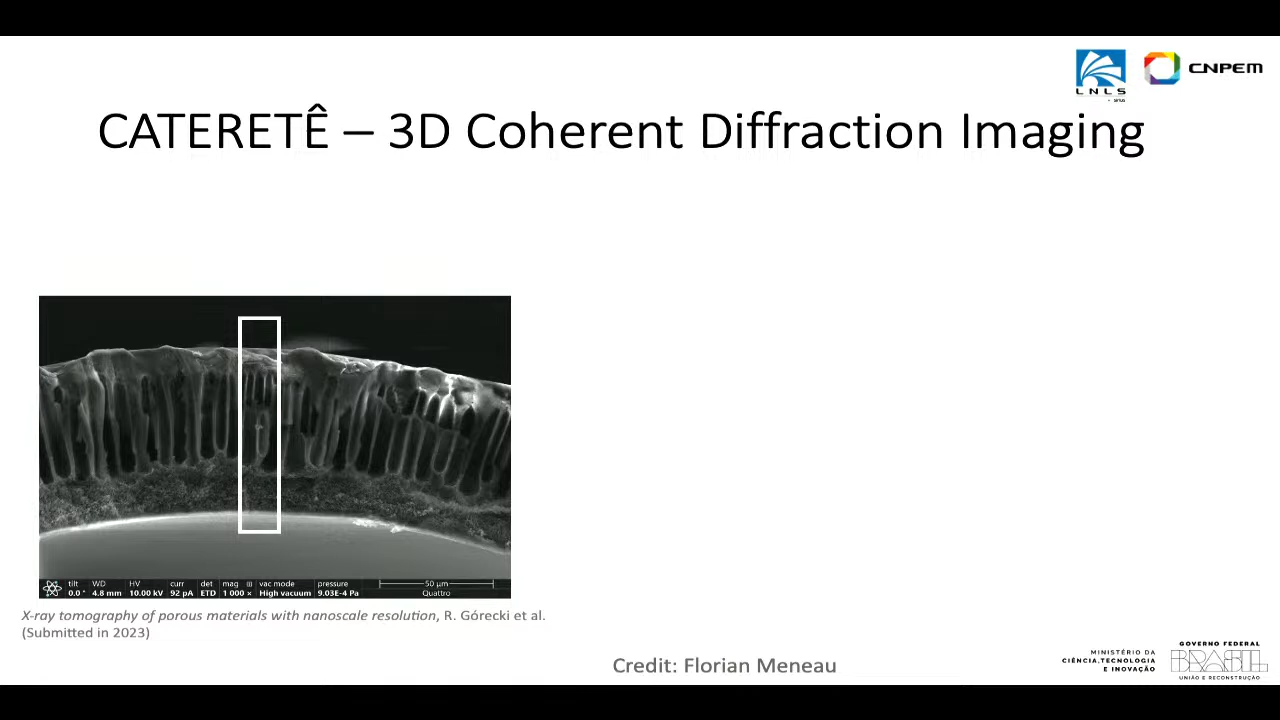 LNLS
sirius
CNPEM
CATERETÊ – 3D Coherent Diffraction Imaging
tilt WD HV curr det mag vac mode pressure 50 µm
0.0 ° 4.8 mm 10.00 kV 92 pA ETD 1 000 × High vacuum 9.03E-4 Pa Quattro
X-ray tomography of porous materials with nanoscale resolution, R. Górecki et al.
(Submitted in 2023)
Credit: Florian Meneau
MINISTÉRIO DA
CIÊNCIA, TECNOLOGIA
E INOVAÇÃO
GOVERNO FEDERAL
BRASIL
UNIÃO E RECONSTRUÇÃO